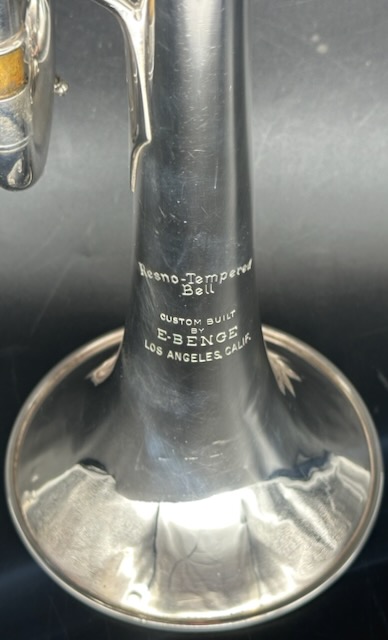 Resno-Tempered
Bell
CUSTOM BUILT
BY
E-BENGE
LOS ANGELES, CALIF.